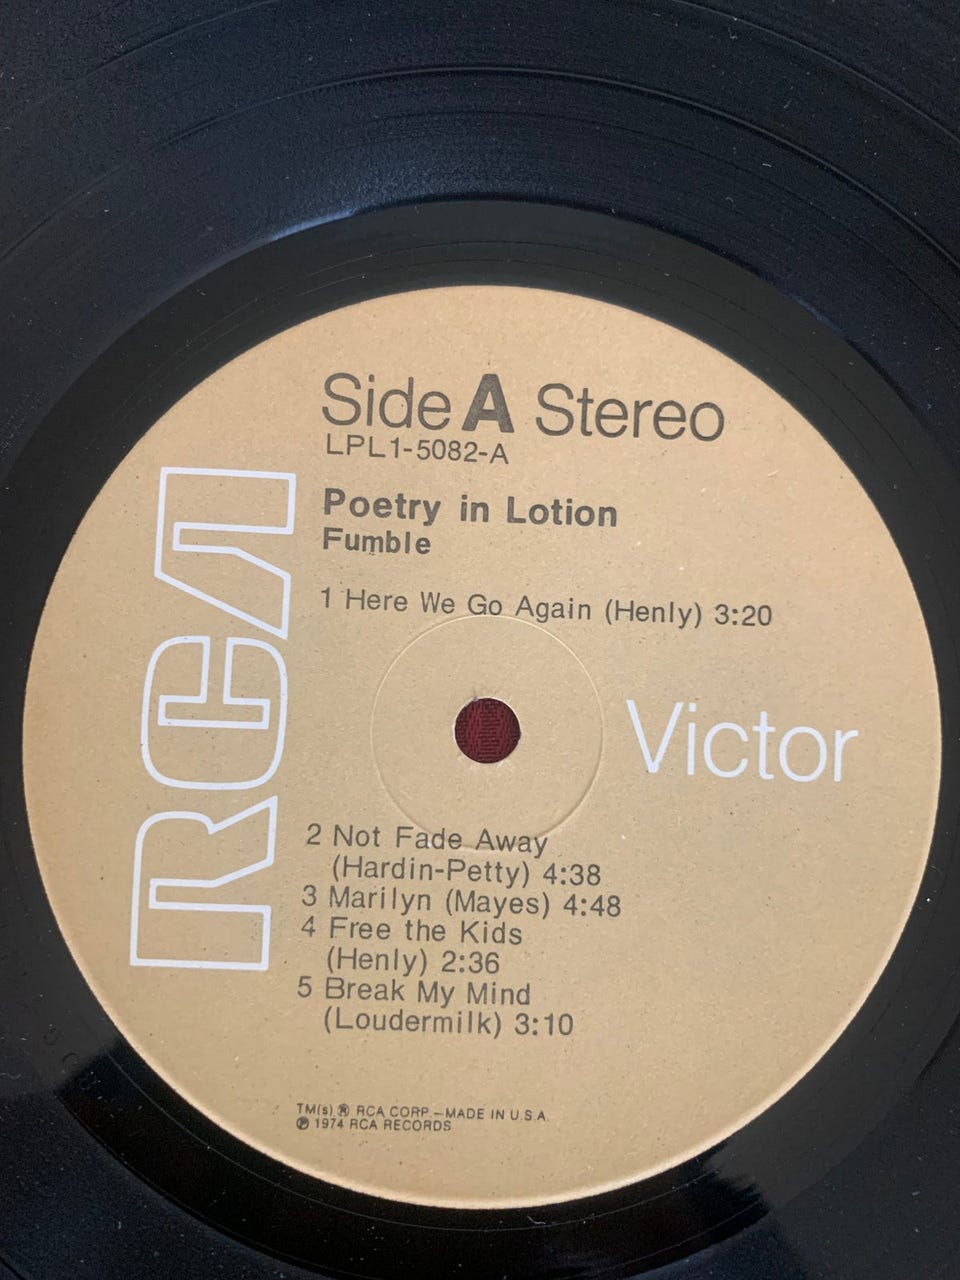 Side A Stereo
LPL1-5082-A
Poetry in Lotion
Fumble
1 Here We Go Again (Henly) 3:20
RCA
Victor
2 Not Fade Away
(Hardin-Petty) 4:38
3 Marilyn (Mayes) 4:48
4 Free the Kids
(Henly) 2:36
5 Break My Mind
(Loudermilk) 3:10
TM(s) ® RCA CORP.—MADE IN U.S.A.
℗ 1974 RCA RECORDS